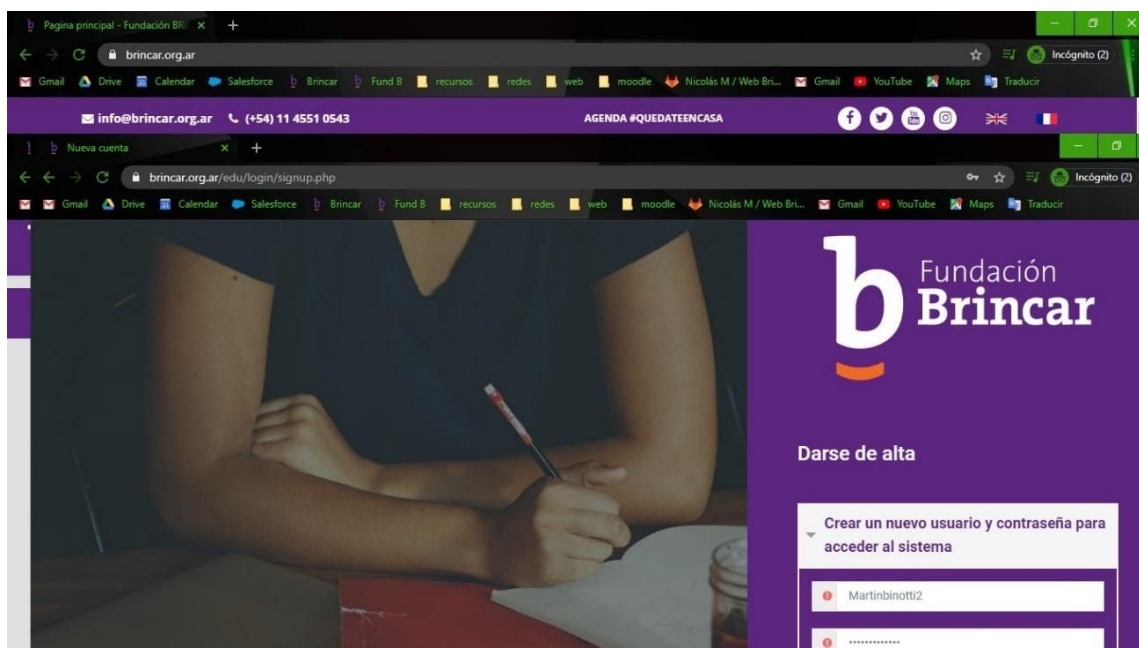 Pagina principal - Fundación BRI
brincar.org.ar
Incógnito (2)
Gmail Drive Calendar Salesforce Brincar Fund B recursos redes web moodle Nicolás M / Web Bri... Gmail YouTube Maps Traducir
info@brincar.org.ar (+54) 11 4551 0543 AGENDA #QUEDATEENCASA
Nueva cuenta
brincar.org.ar/edu/login/signup.php
Incógnito (2)
Gmail Drive Calendar Salesforce Brincar Fund B recursos redes web moodle Nicolás M / Web Bri... Gmail YouTube Maps Traducir
b Fundación
Brincar
Darse de alta
Crear un nuevo usuario y contraseña para
acceder al sistema
Martinbinotti2
•••••••••••••